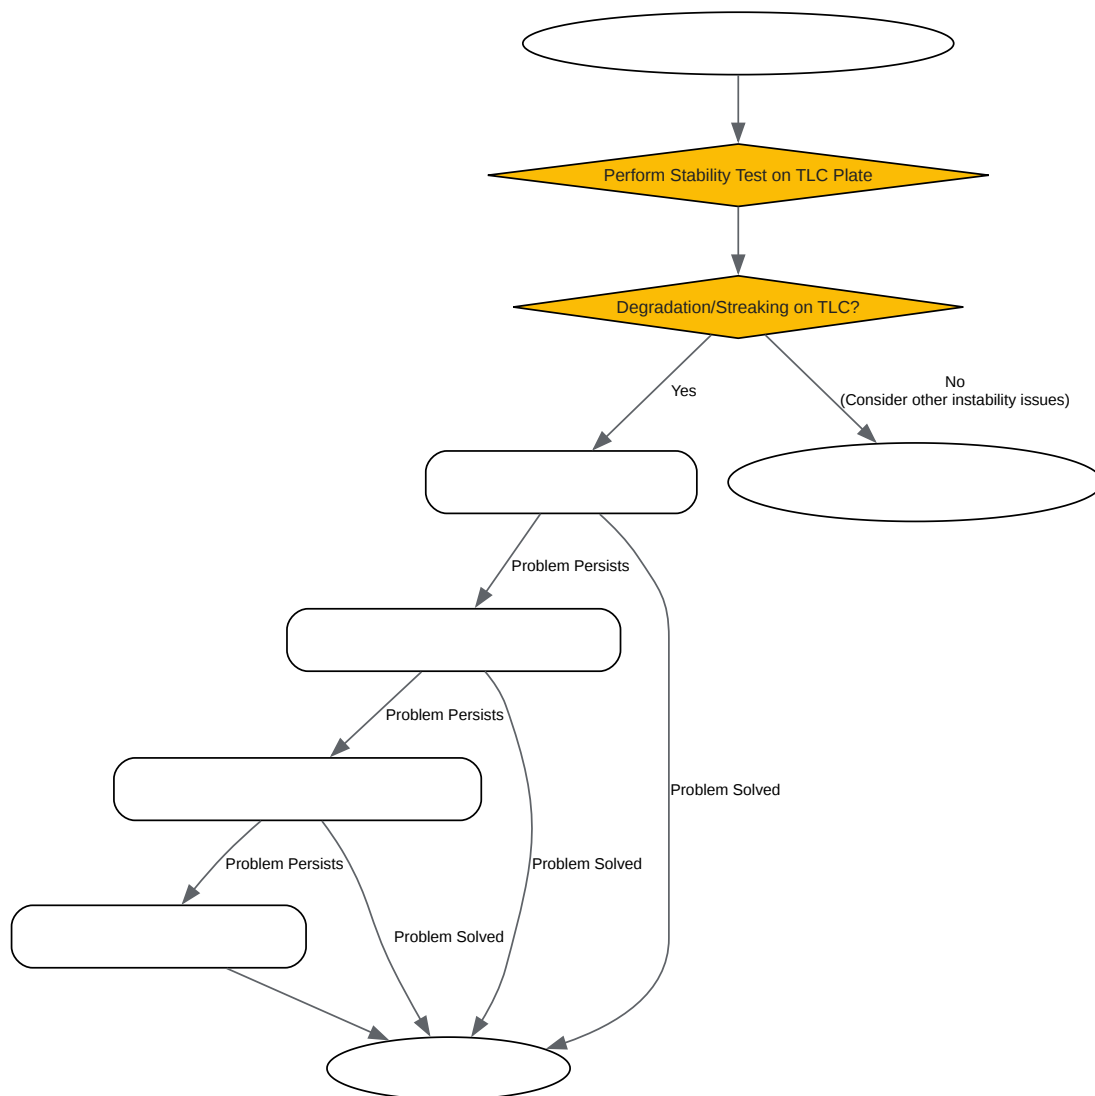 Perform Stability Test on TLC Plate
Degradation/Streaking on TLC?
Yes
No
(Consider other instability issues)
Problem Persists
Problem Persists
Problem Solved
Problem Persists
Problem Solved
Problem Solved